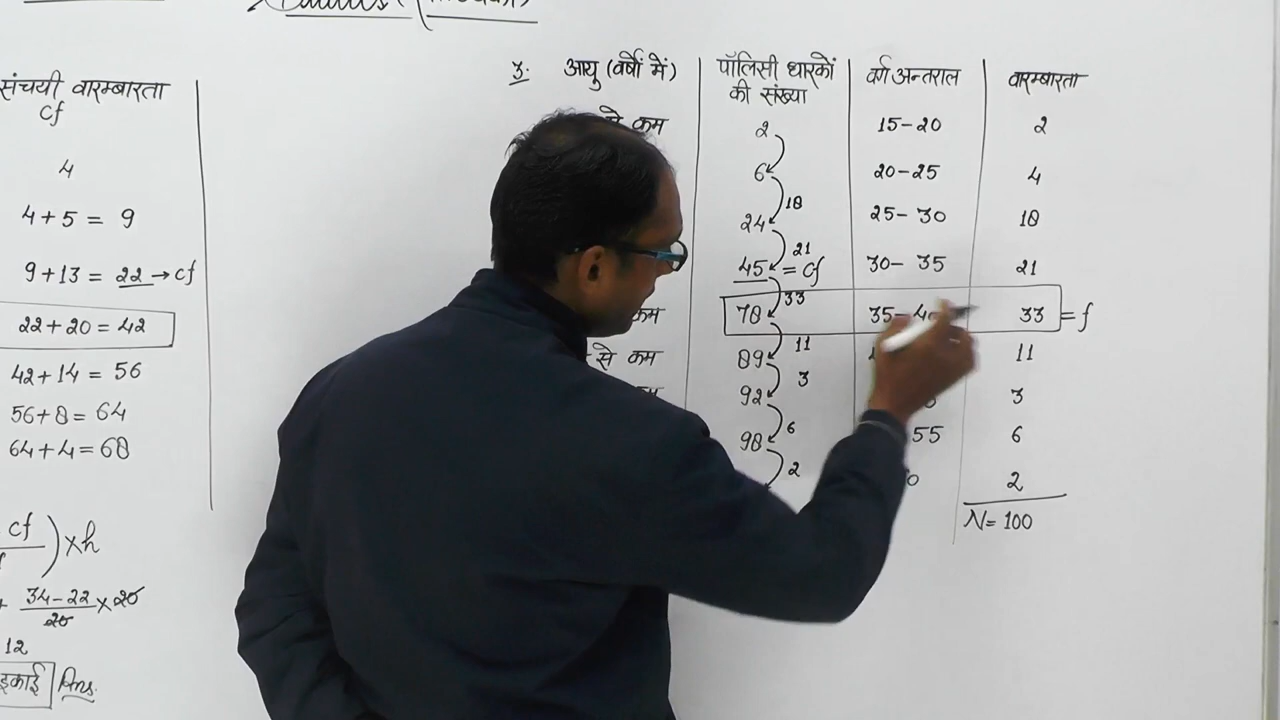 संचयी वारम्बारता
cf
4
4 + 5 = 9
9 + 13 = 22 → cf
22 + 20 = 42
42 + 14 = 56
56 + 8 = 64
64 + 4 = 68
cf ) × h
34 - 22 × 20
20
12
इकाई Ans.
3. आयु (वर्षों में) पॉलिसी धारकों की संख्या वर्ग अन्तराल वारम्बारता
से कम 2 15 - 20 2
6 20 - 25 4
18
24 25 - 30 18
21
45 = cf 30 - 35 21
33
कम 78 35 - 40 33 = f
11
से कम 89 11
3
कम 92 3
6
98 55 6
2
2
N = 100